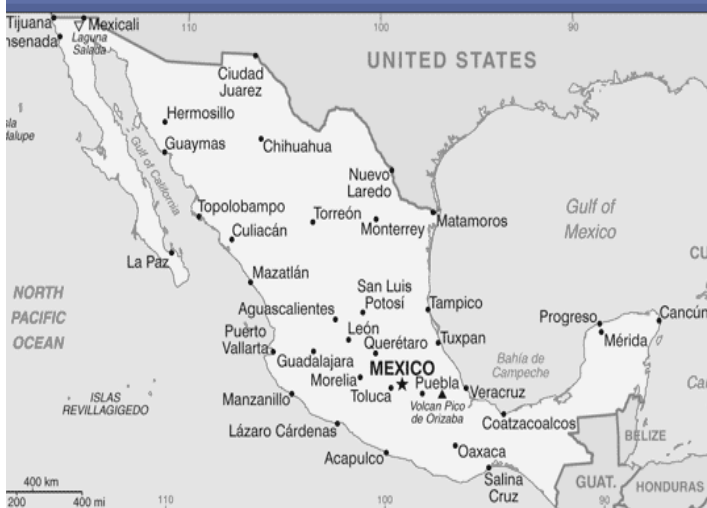 Tijuana
Mexicali
110
100
90
nsenada
Laguna
Salada
UNITED STATES
Ciudad
Juarez
sla
dalupe
Hermosillo
Guaymas
Chihuahua
Gulf of California
Nuevo
Laredo
Topolobampo
Torreón
Monterrey
Matamoros
Gulf of
Mexico
Culiacán
CU
La Paz
Mazatlán
NORTH
PACIFIC
OCEAN
San Luis
Potosí
Aguascalientes
Tampico
Progreso
Cancún
Mérida
Puerto
Vallarta
León
Querétaro
Tuxpan
Guadalajara
MEXICO
Bahía de
Campeche
Morelia
Toluca
Puebla
Veracruz
Volcan Pico
de Orizaba
Ca
ISLAS
REVILLAGIGEDO
Manzanillo
Coatzacoalcos
Lázaro Cárdenas
BELIZE
Acapulco
Oaxaca
Salina
Cruz
GUAT.
HONDURAS
400 km
200
400 mi
110
100
90